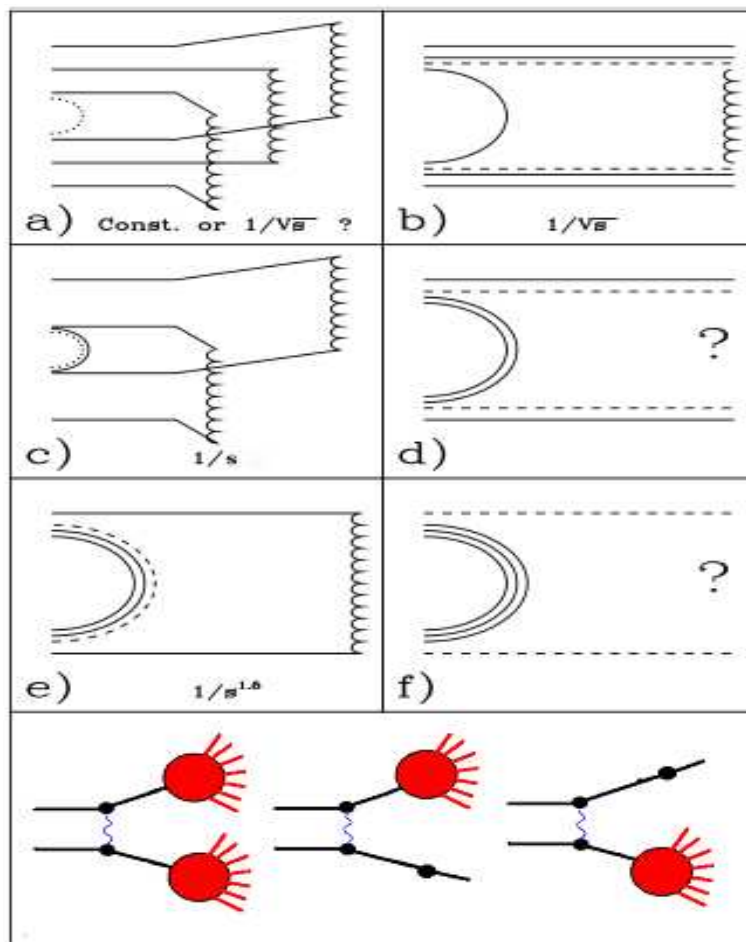 a) Const. or 1/√s ?
b) 1/√s
c) 1/s
d) ?
e) 1/s^1.6
f) ?